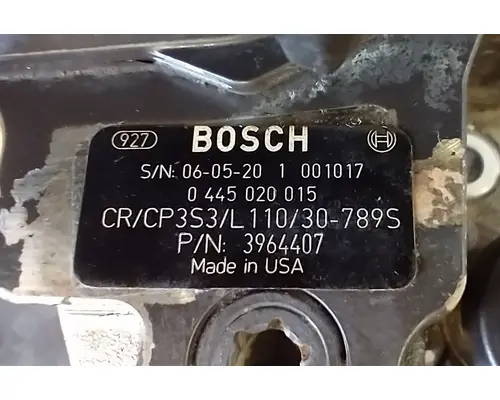 927 BOSCH
S/N: 06-05-20 1 001017
0 445 020 015
CR/CP3S3/L110/30-789S
P/N: 3964407
Made in USA